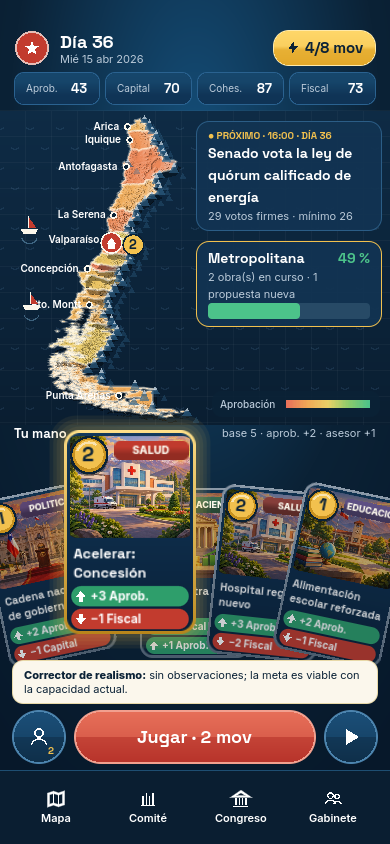 Día 36
Mié 15 abr 2026
4/8 mov
Aprob. 43
Capital 70
Cohes. 87
Fiscal 73
Arica
Iquique
Antofagasta
La Serena
Valparaíso
2
Concepción
to. Montt
Punta Arenas
• PRÓXIMO · 16:00 · DÍA 36
Senado vota la ley de
quórum calificado de
energía
29 votos firmes · mínimo 26
Metropolitana 49 %
2 obra(s) en curso · 1
propuesta nueva
Aprobación
Tu mano
base 5 · aprob. +2 · asesor +1
1
POLITIC
Cadena nac
de gobiern
+2 Aprob.
−1 Capital
2
SALUD
Acelerar:
Concesión
+3 Aprob.
−1 Fiscal
ACIEN
+1 Aprob.
2
SALU
Hospital reg
nuevo
+3 Aprob
−2 Fiscal
1
EDUCACIÓ
Alimentación
escolar reforzada
+2 Aprob.
−1 Fiscal
Corrector de realismo: sin observaciones; la meta es viable con
la capacidad actual.
2
Jugar · 2 mov
Mapa
Comité
Congreso
Gabinete